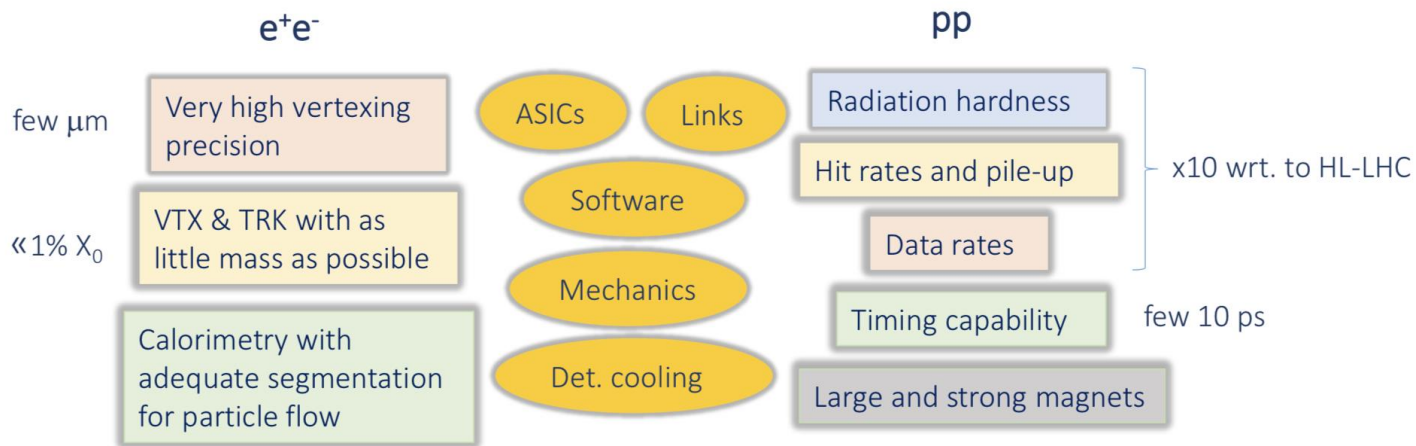 e⁺e⁻
few μm
Very high vertexing
precision
«1% X₀
VTX & TRK with as
little mass as possible
Calorimetry with
adequate segmentation
for particle flow
ASICs
Links
Software
Mechanics
Det. cooling
pp
Radiation hardness
Hit rates and pile-up
Data rates
x10 wrt. to HL-LHC
Timing capability
few 10 ps
Large and strong magnets